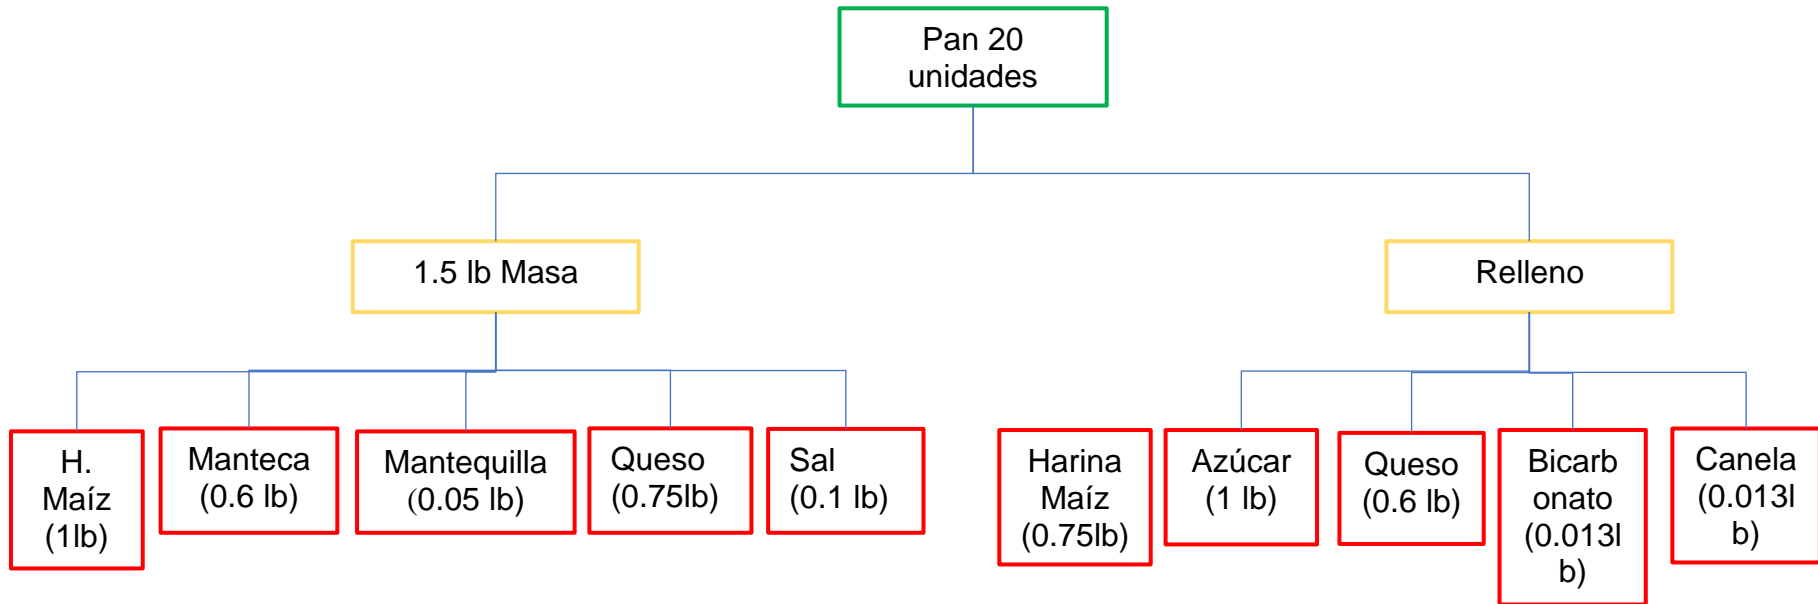 Pan 20
unidades
1.5 lb Masa
Relleno
H.
Maíz
(1lb)
Manteca
(0.6 lb)
Mantequilla
(0.05 lb)
Queso
(0.75lb)
Sal
(0.1 lb)
Harina
Maíz
(0.75lb)
Azúcar
(1 lb)
Queso
(0.6 lb)
Bicarb
onato
(0.013l
b)
Canela
(0.013l
b)